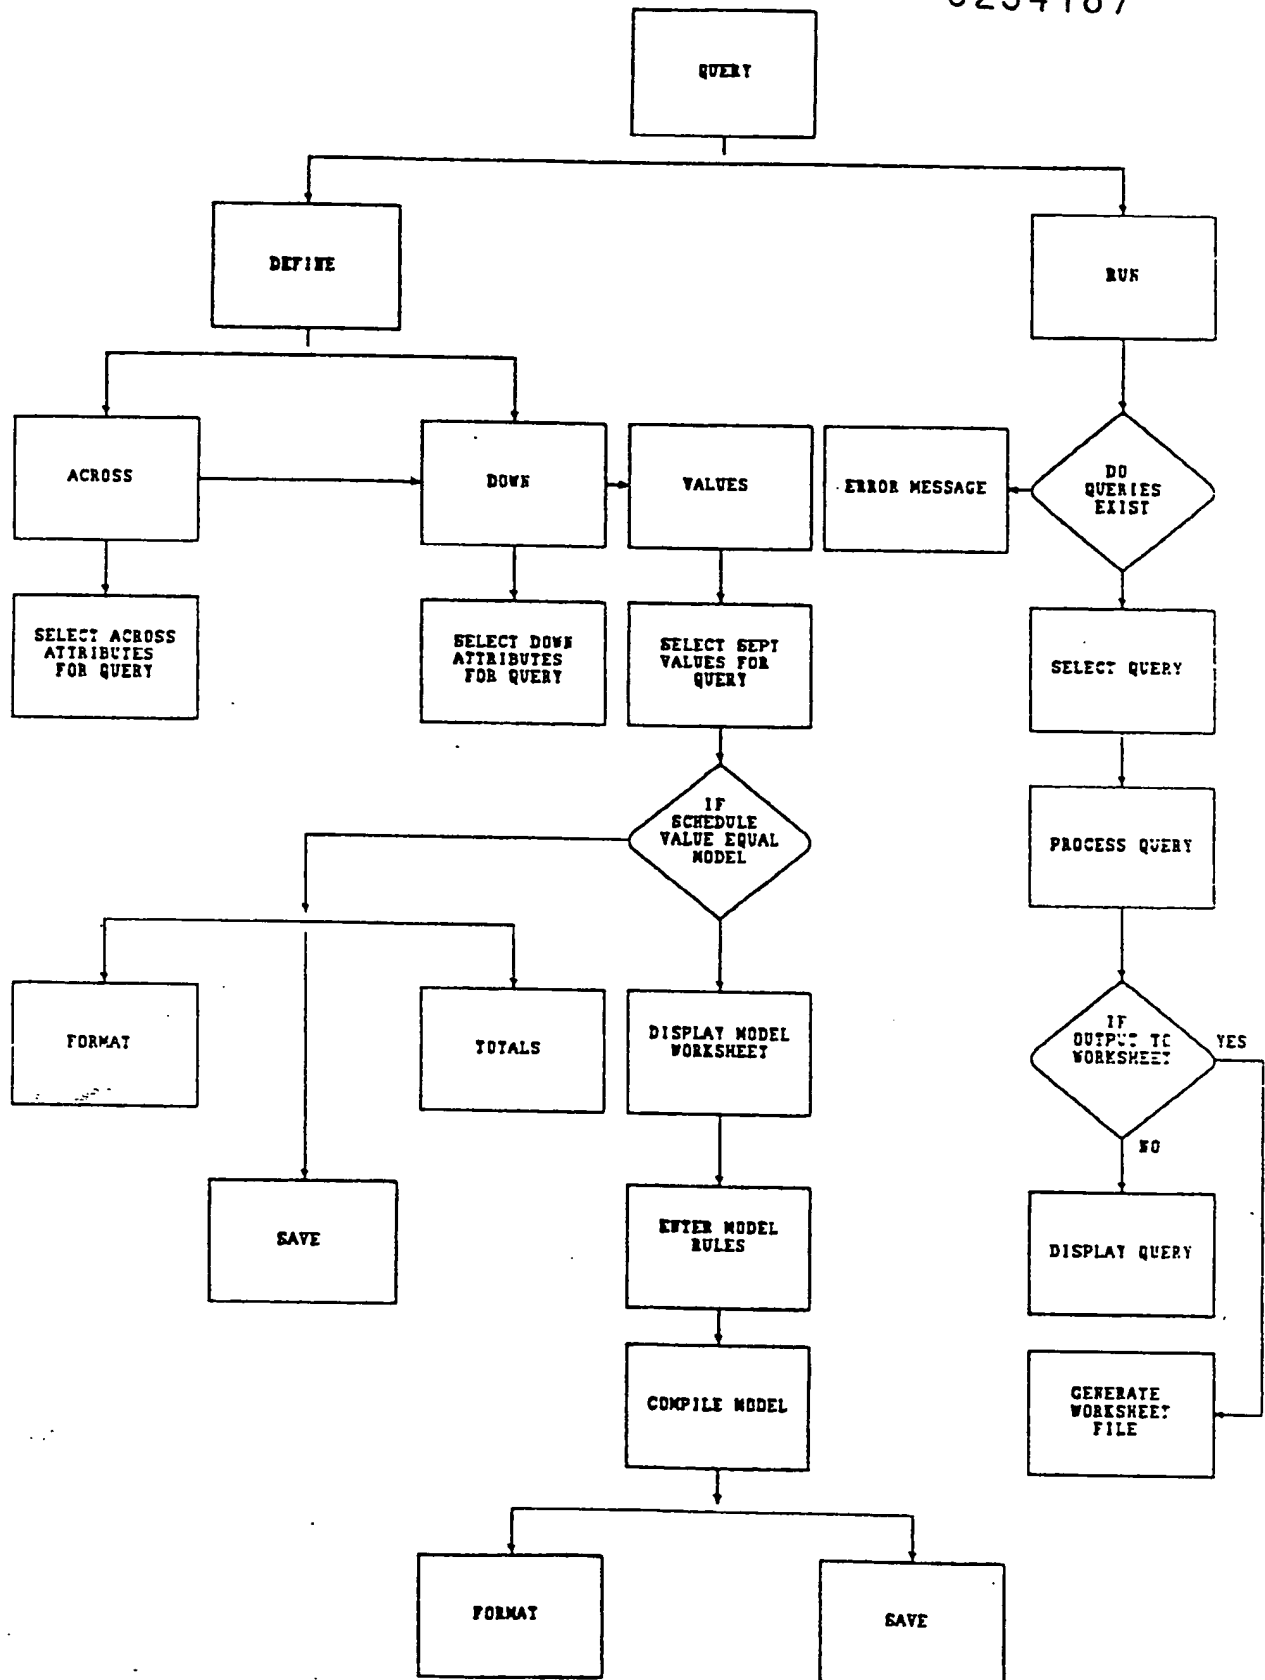 QUERY
DEFINE
RUN
ACROSS
DOWN
VALUES
ERROR MESSAGE
DO
QUERIES
EXIST
SELECT ACROSS
ATTRIBUTES
FOR QUERY
SELECT DOWN
ATTRIBUTES
FOR QUERY
SELECT SEPT
VALUES FOR
QUERY
SELECT QUERY
IF
SCHEDULE
VALUE EQUAL
MODEL
PROCESS QUERY
FORMAT
TOTALS
DISPLAY MODEL
WORKSHEET
IF
OUTPUT TO
WORKSHEET
YES
NO
SAVE
ENTER MODEL
RULES
DISPLAY QUERY
COMPILE MODEL
GENERATE
WORKSHEET
FILE
FORMAT
SAVE